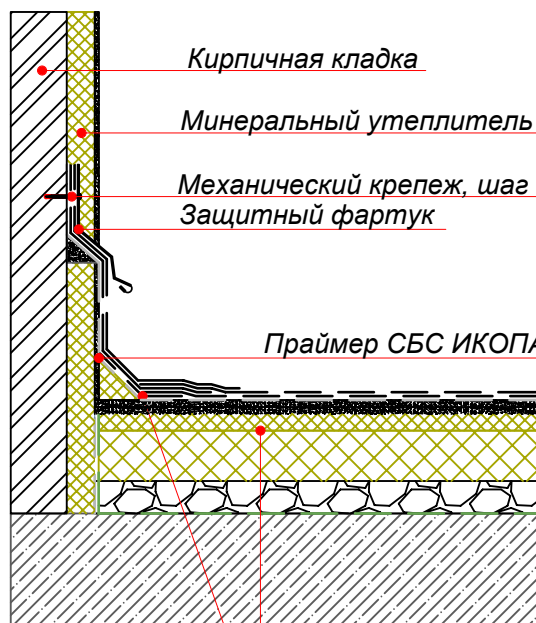 Кирпичная кладка
Минеральный утеплитель
Механический крепеж, шаг
Защитный фартук
Праймер СБС ИКОПА